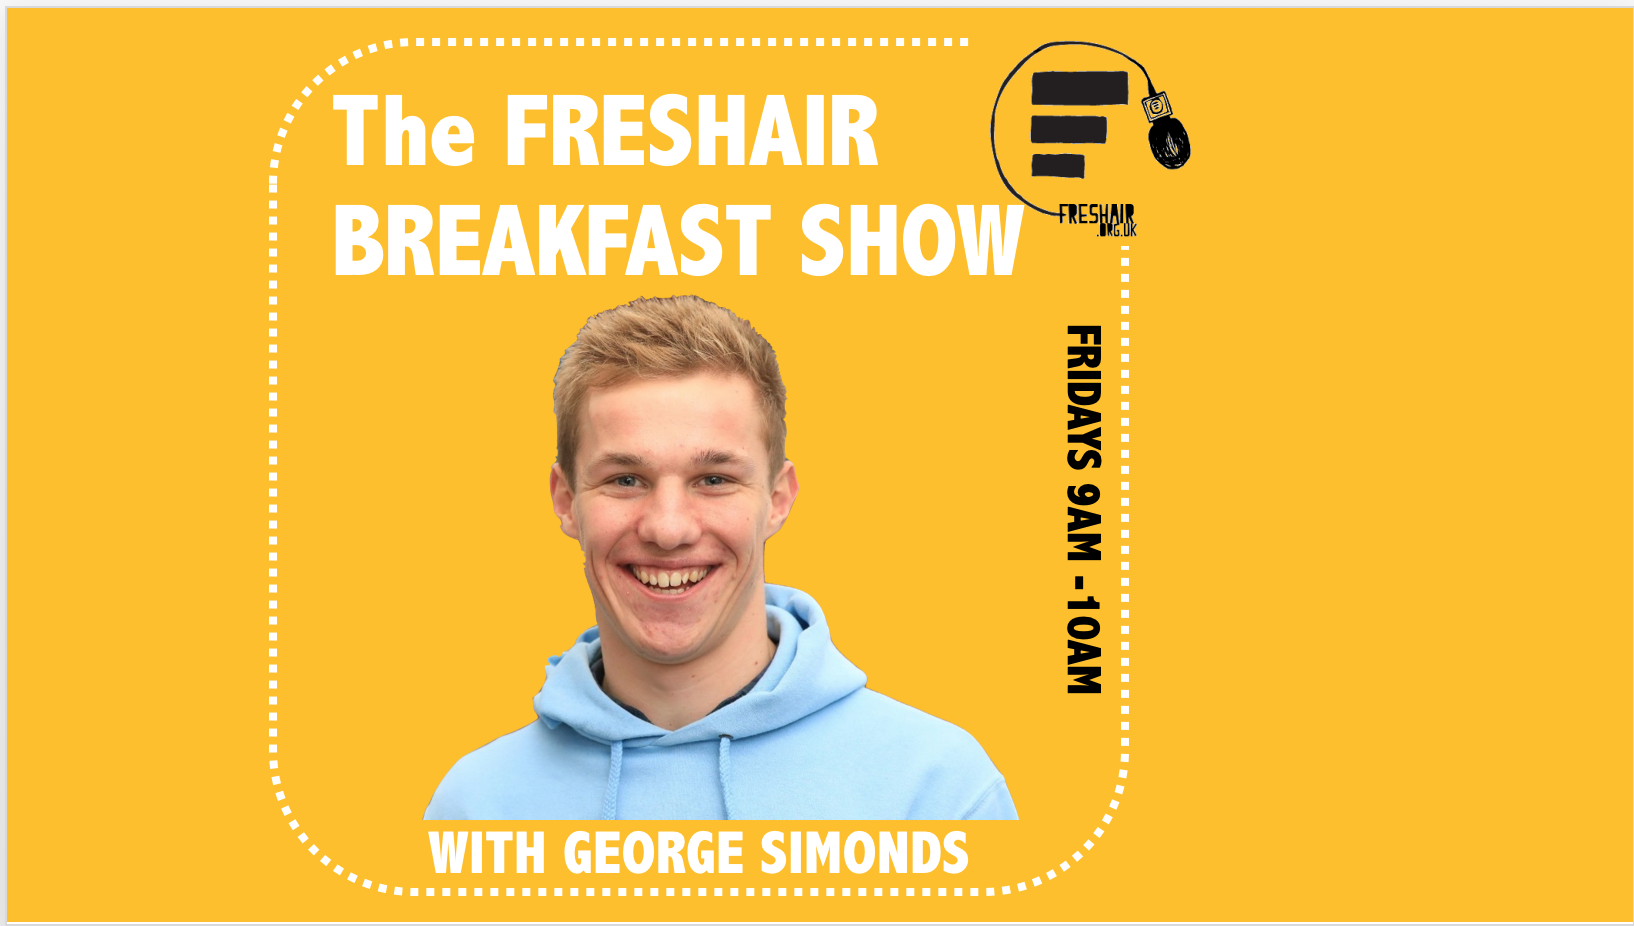 The FRESHAIR
BREAKFAST SHOW
FRESHAIR
.ORG.UK
FRIDAYS 9AM -10AM
WITH GEORGE SIMONDS